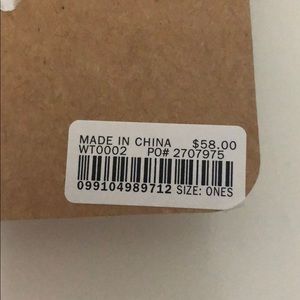 MADE IN CHINA $58.00
WT0002 PO# 2707975
099104989712 SIZE: ONES